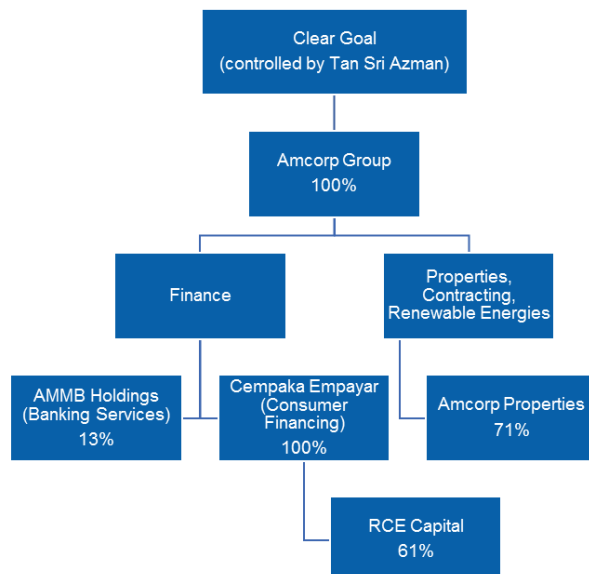 Clear Goal
(controlled by Tan Sri Azman)
Amcorp Group
100%
Finance
Properties,
Contracting,
Renewable Energies
AMMB Holdings
(Banking Services)
13%
Cempaka Empayar
(Consumer
Financing)
100%
Amcorp Properties
71%
RCE Capital
61%